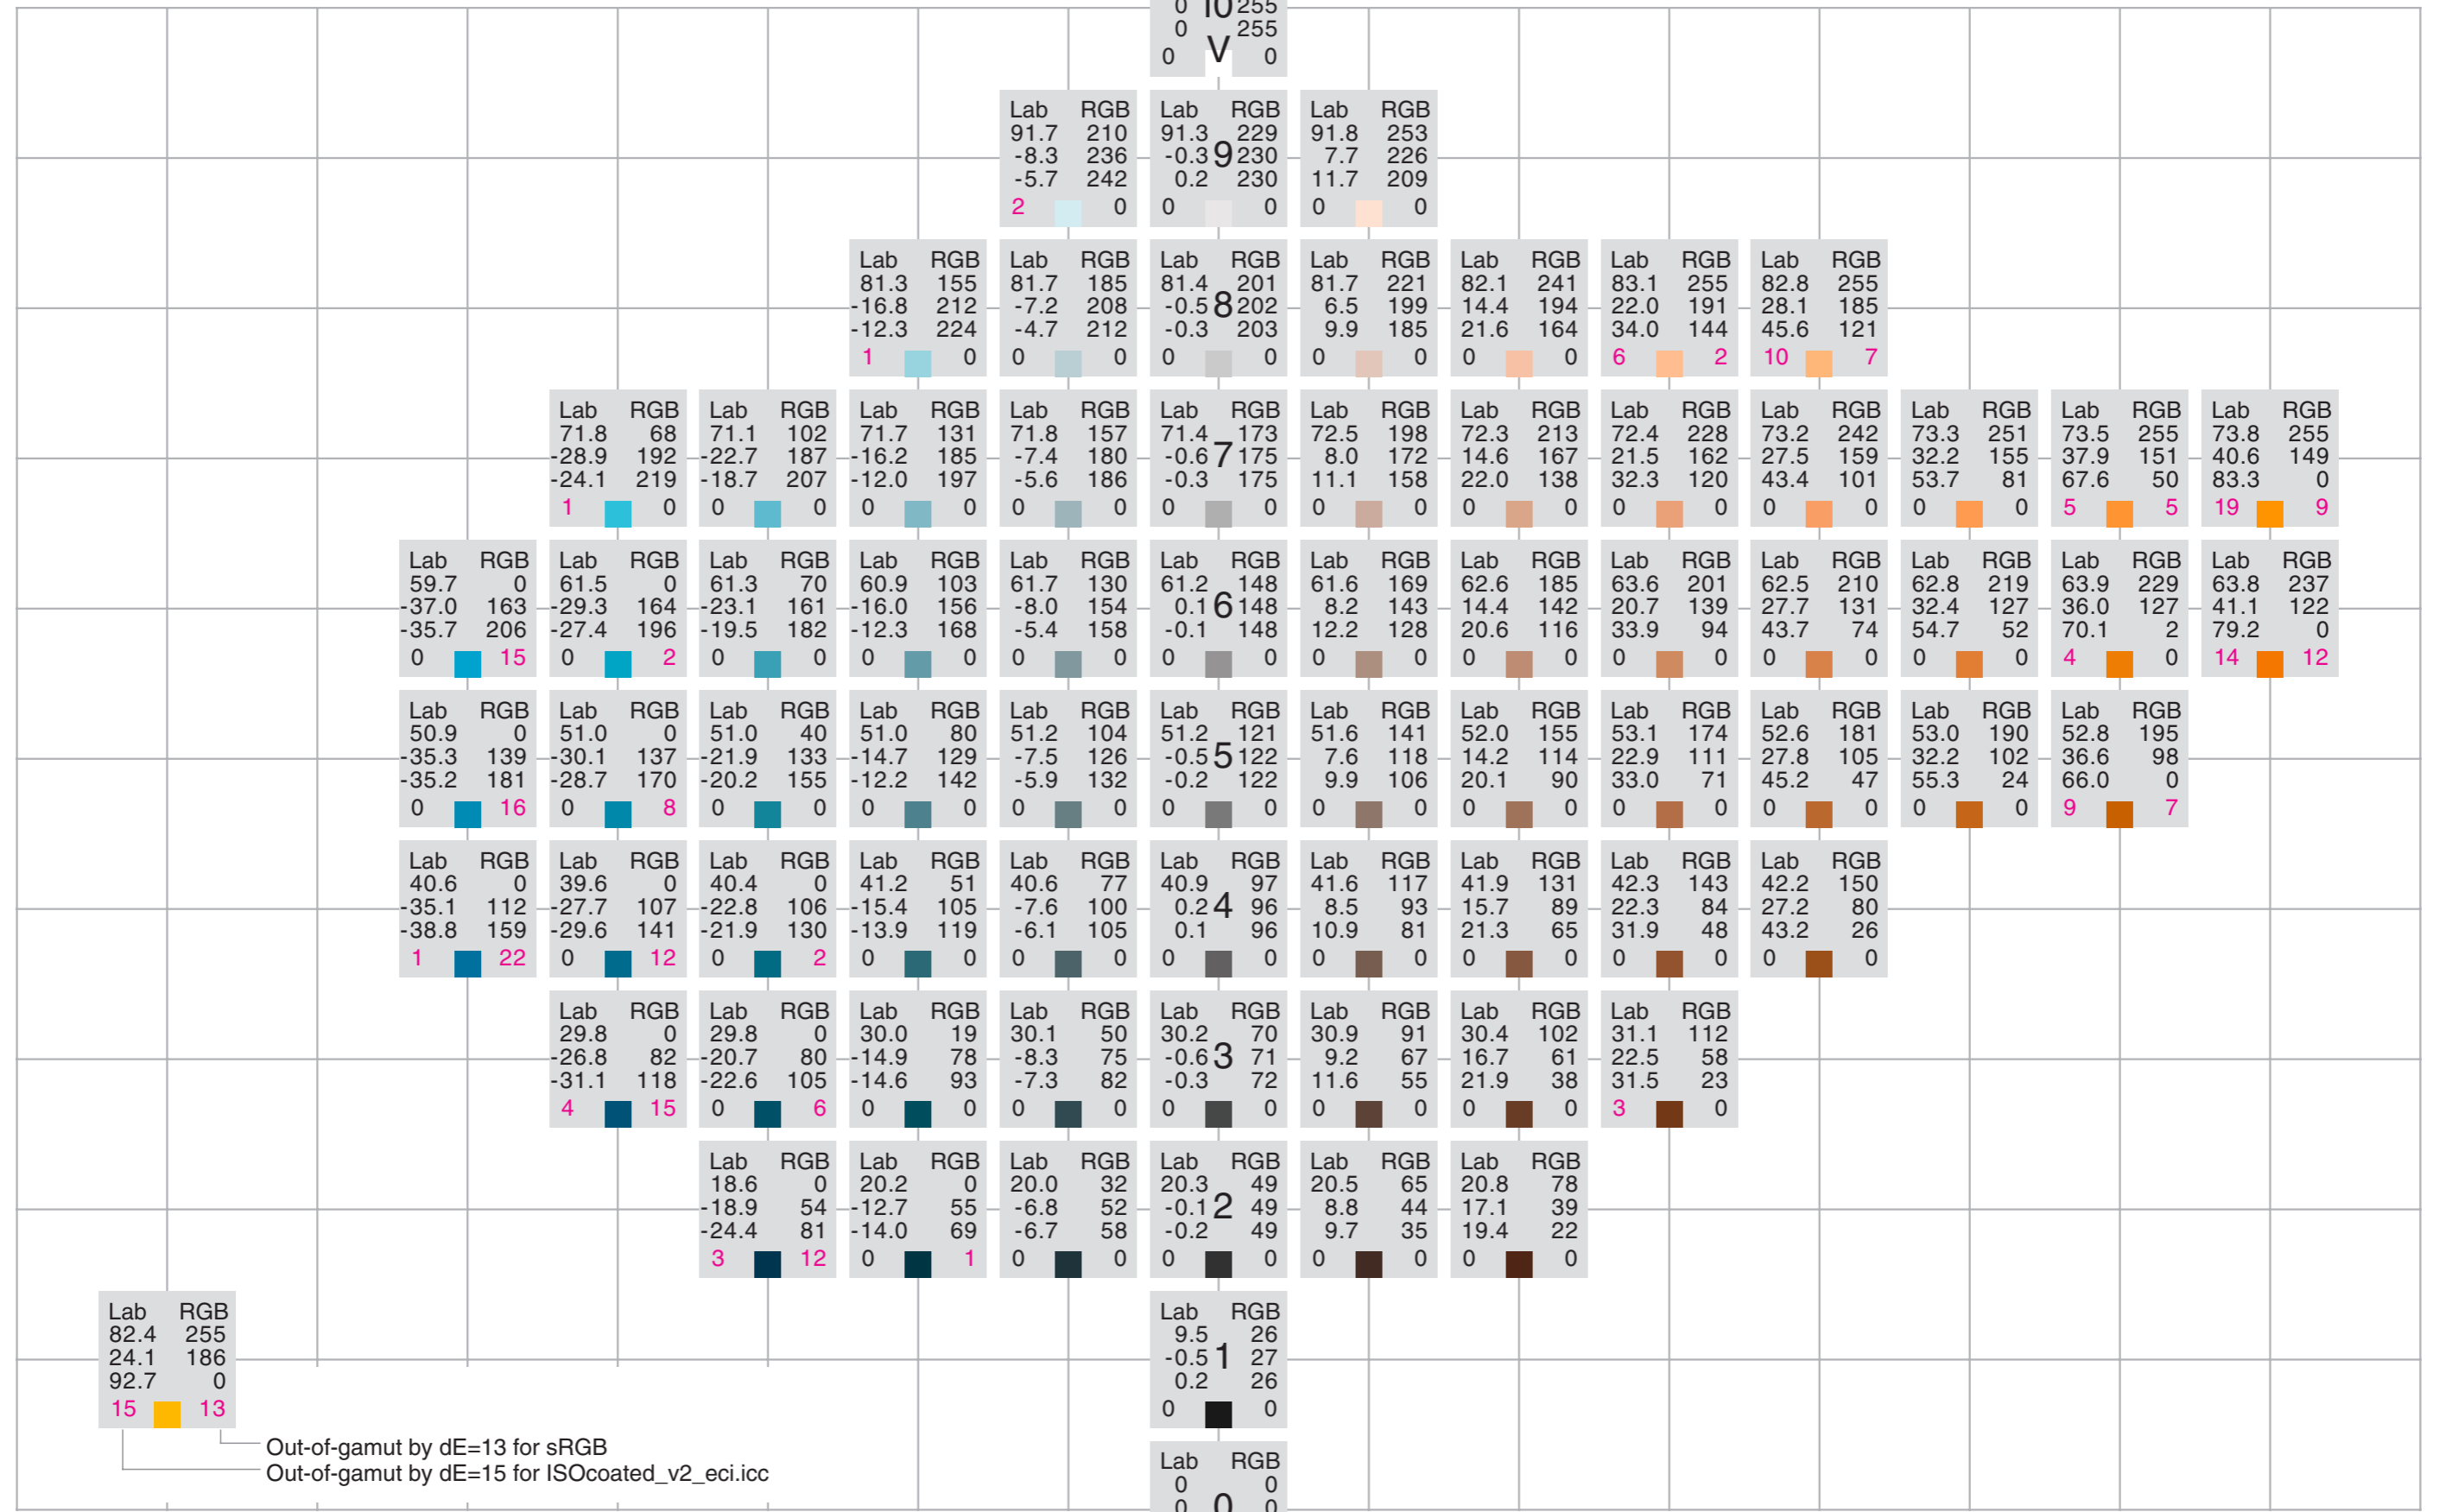 0 10 255
0 255
V
0 0
Lab RGB Lab RGB Lab RGB
91.7 210 91.3 229 91.8 253
-8.3 236 -0.3 9 230 7.7 226
-5.7 242 0.2 230 11.7 209
2 0 0 0 0 0
Lab RGB Lab RGB Lab RGB Lab RGB Lab RGB Lab RGB Lab RGB
81.3 155 81.7 185 81.4 201 81.7 221 82.1 241 83.1 255 82.8 255
-16.8 212 -7.2 208 -0.5 8 202 6.5 199 14.4 194 22.0 191 28.1 185
-12.3 224 -4.7 212 -0.3 203 9.9 185 21.6 164 34.0 144 45.6 121
1 0 0 0 0 0 0 0 0 0 6 2 10 7
Lab RGB Lab RGB Lab RGB Lab RGB Lab RGB Lab RGB Lab RGB Lab RGB Lab RGB Lab RGB Lab RGB Lab RGB
71.8 68 71.1 102 71.7 131 71.8 157 71.4 173 72.5 198 72.3 213 72.4 228 73.2 242 73.3 251 73.5 255 73.8 255
-28.9 192 -22.7 187 -16.2 185 -7.4 180 -0.6 7 175 8.0 172 14.6 167 21.5 162 27.5 159 32.2 155 37.9 151 40.6 149
-24.1 219 -18.7 207 -12.0 197 -5.6 186 -0.3 175 11.1 158 22.0 138 32.3 120 43.4 101 53.7 81 67.6 50 83.3 0
1 0 0 0 0 0 0 0 0 0 0 0 0 0 0 0 0 0 0 0 5 5 19 9
Lab RGB Lab RGB Lab RGB Lab RGB Lab RGB Lab RGB Lab RGB Lab RGB Lab RGB Lab RGB Lab RGB Lab RGB Lab RGB
59.7 0 61.5 0 61.3 70 60.9 103 61.7 130 61.2 148 61.6 169 62.6 185 63.6 201 62.5 210 62.8 219 63.9 229 63.8 237
-37.0 163 -29.3 164 -23.1 161 -16.0 156 -8.0 154 0.1 6 148 8.2 143 14.4 142 20.7 139 27.7 131 32.4 127 36.0 127 41.1 122
-35.7 206 -27.4 196 -19.5 182 -12.3 168 -5.4 158 -0.1 148 12.2 128 20.6 116 33.9 94 43.7 74 54.7 52 70.1 2 79.2 0
0 15 0 2 0 0 0 0 0 0 0 0 0 0 0 0 0 0 0 0 0 0 4 0 14 12
Lab RGB Lab RGB Lab RGB Lab RGB Lab RGB Lab RGB Lab RGB Lab RGB Lab RGB Lab RGB Lab RGB Lab RGB
50.9 0 51.0 0 51.0 40 51.0 80 51.2 104 51.2 121 51.6 141 52.0 155 53.1 174 52.6 181 53.0 190 52.8 195
-35.3 139 -30.1 137 -21.9 133 -14.7 129 -7.5 126 -0.5 5 122 7.6 118 14.2 114 22.9 111 27.8 105 32.2 102 36.6 98
-35.2 181 -28.7 170 -20.2 155 -12.2 142 -5.9 132 -0.2 122 9.9 106 20.1 90 33.0 71 45.2 47 55.3 24 66.0 0
0 16 0 8 0 0 0 0 0 0 0 0 0 0 0 0 0 0 0 0 0 0 9 7
Lab RGB Lab RGB Lab RGB Lab RGB Lab RGB Lab RGB Lab RGB Lab RGB Lab RGB Lab RGB
40.6 0 39.6 0 40.4 0 41.2 51 40.6 77 40.9 97 41.6 117 41.9 131 42.3 143 42.2 150
-35.1 112 -27.7 107 -22.8 106 -15.4 105 -7.6 100 0.2 4 96 8.5 93 15.7 89 22.3 84 27.2 80
-38.8 159 -29.6 141 -21.9 130 -13.9 119 -6.1 105 0.1 96 10.9 81 21.3 65 31.9 48 43.2 26
1 22 0 12 0 2 0 0 0 0 0 0 0 0 0 0 0 0 0 0
Lab RGB Lab RGB Lab RGB Lab RGB Lab RGB Lab RGB Lab RGB Lab RGB
29.8 0 29.8 0 30.0 19 30.1 50 30.2 70 30.9 91 30.4 102 31.1 112
-26.8 82 -20.7 80 -14.9 78 -8.3 75 -0.6 3 71 9.2 67 16.7 61 22.5 58
-31.1 118 -22.6 105 -14.6 93 -7.3 82 -0.3 72 11.6 55 21.9 38 31.5 23
4 15 0 6 0 0 0 0 0 0 0 0 0 0 3 0
Lab RGB Lab RGB Lab RGB Lab RGB Lab RGB Lab RGB
18.6 0 20.2 0 20.0 32 20.3 49 20.5 65 20.8 78
-18.9 54 -12.7 55 -6.8 52 -0.1 2 49 8.8 44 17.1 39
-24.4 81 -14.0 69 -6.7 58 -0.2 49 9.7 35 19.4 22
3 12 0 1 0 0 0 0 0 0 0 0
Lab RGB Lab RGB
82.4 255 9.5 26
24.1 186 -0.5 1 27
92.7 0 0.2 26
15 13 0 0
Out-of-gamut by dE=13 for sRGB
Out-of-gamut by dE=15 for ISOcoated_v2_eci.icc
Lab RGB
0 0
0 0 0